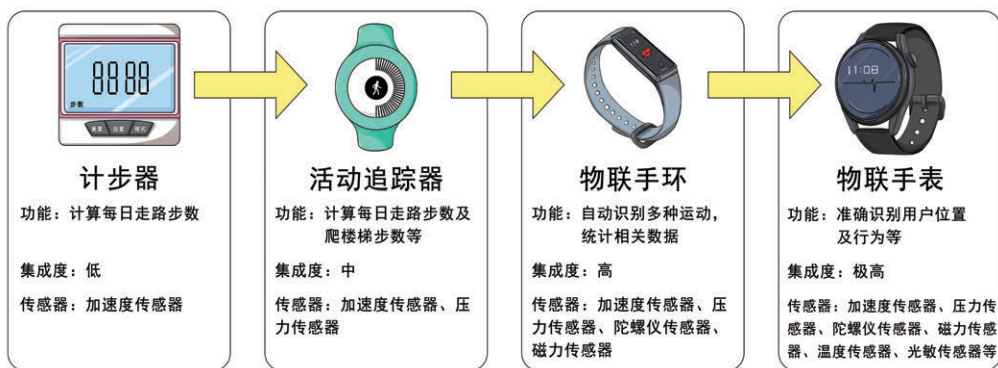 8888
步数
重置 设置 模式
计步器
功能：计算每日走路步数
集成度：低
传感器：加速度传感器
活动追踪器
功能：计算每日走路步数及
爬楼梯步数等
集成度：中
传感器：加速度传感器、压
力传感器
物联手环
功能：自动识别多种运动，
统计相关数据
集成度：高
传感器：加速度传感器、压
力传感器、陀螺仪传感器、
磁力传感器
11:08
物联手表
功能：准确识别用户位置
及行为等
集成度：极高
传感器：加速度传感器、压力传
感器、陀螺仪传感器、磁力传感
器、温度传感器、光敏传感器等